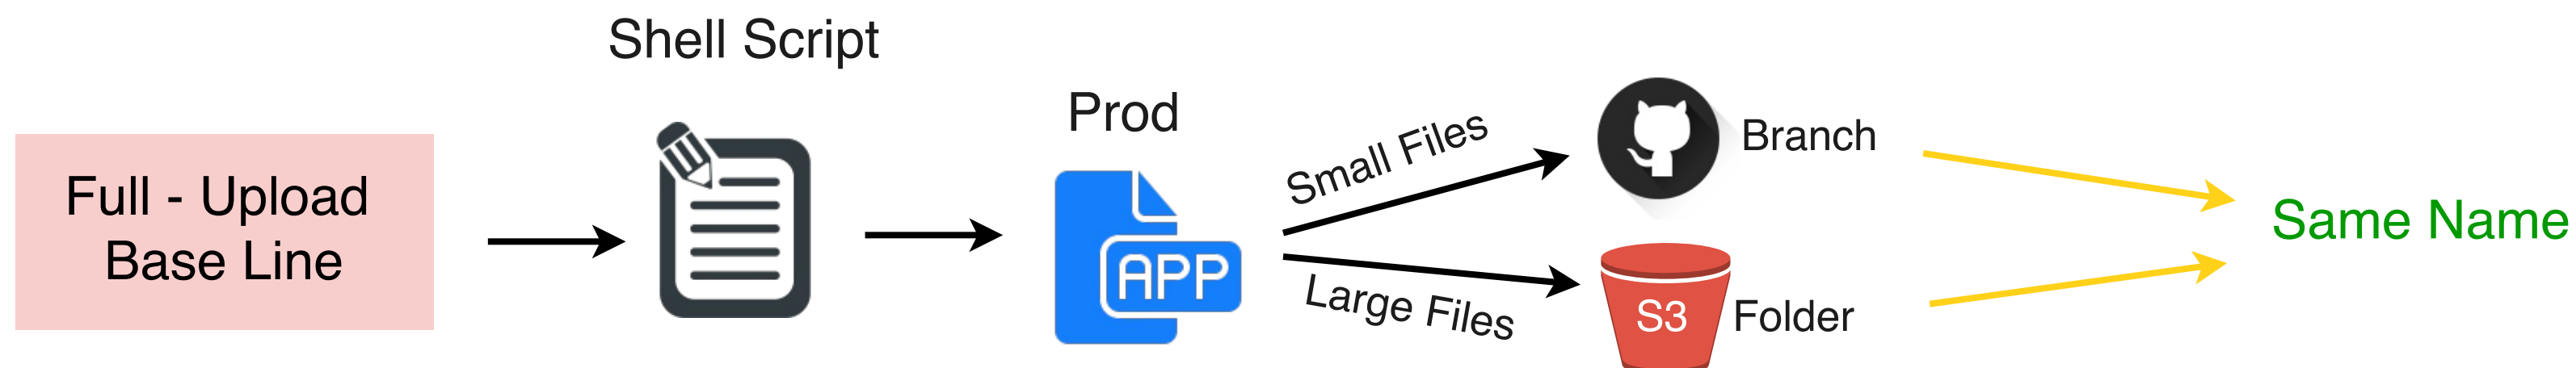 Full - Upload
Base Line
Shell Script
Prod
APP
Small Files
Large Files
Branch
S3
Folder
Same Name